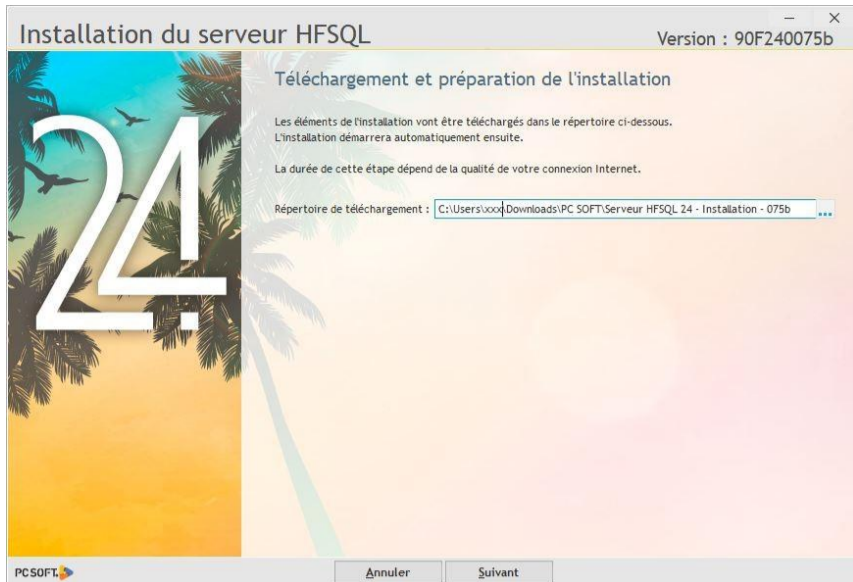 Installation du serveur HFSQL
Version : 90F240075b
24
Téléchargement et préparation de l'installation
Les éléments de l'installation vont être téléchargés dans le répertoire ci-dessous.
L'installation démarrera automatiquement ensuite.
La durée de cette étape dépend de la qualité de votre connexion Internet.
Répertoire de téléchargement : C:\Users\xxx\Downloads\PC SOFT\Serveur HFSQL 24 - Installation - 075b ...
PC SOFT
Annuler Suivant